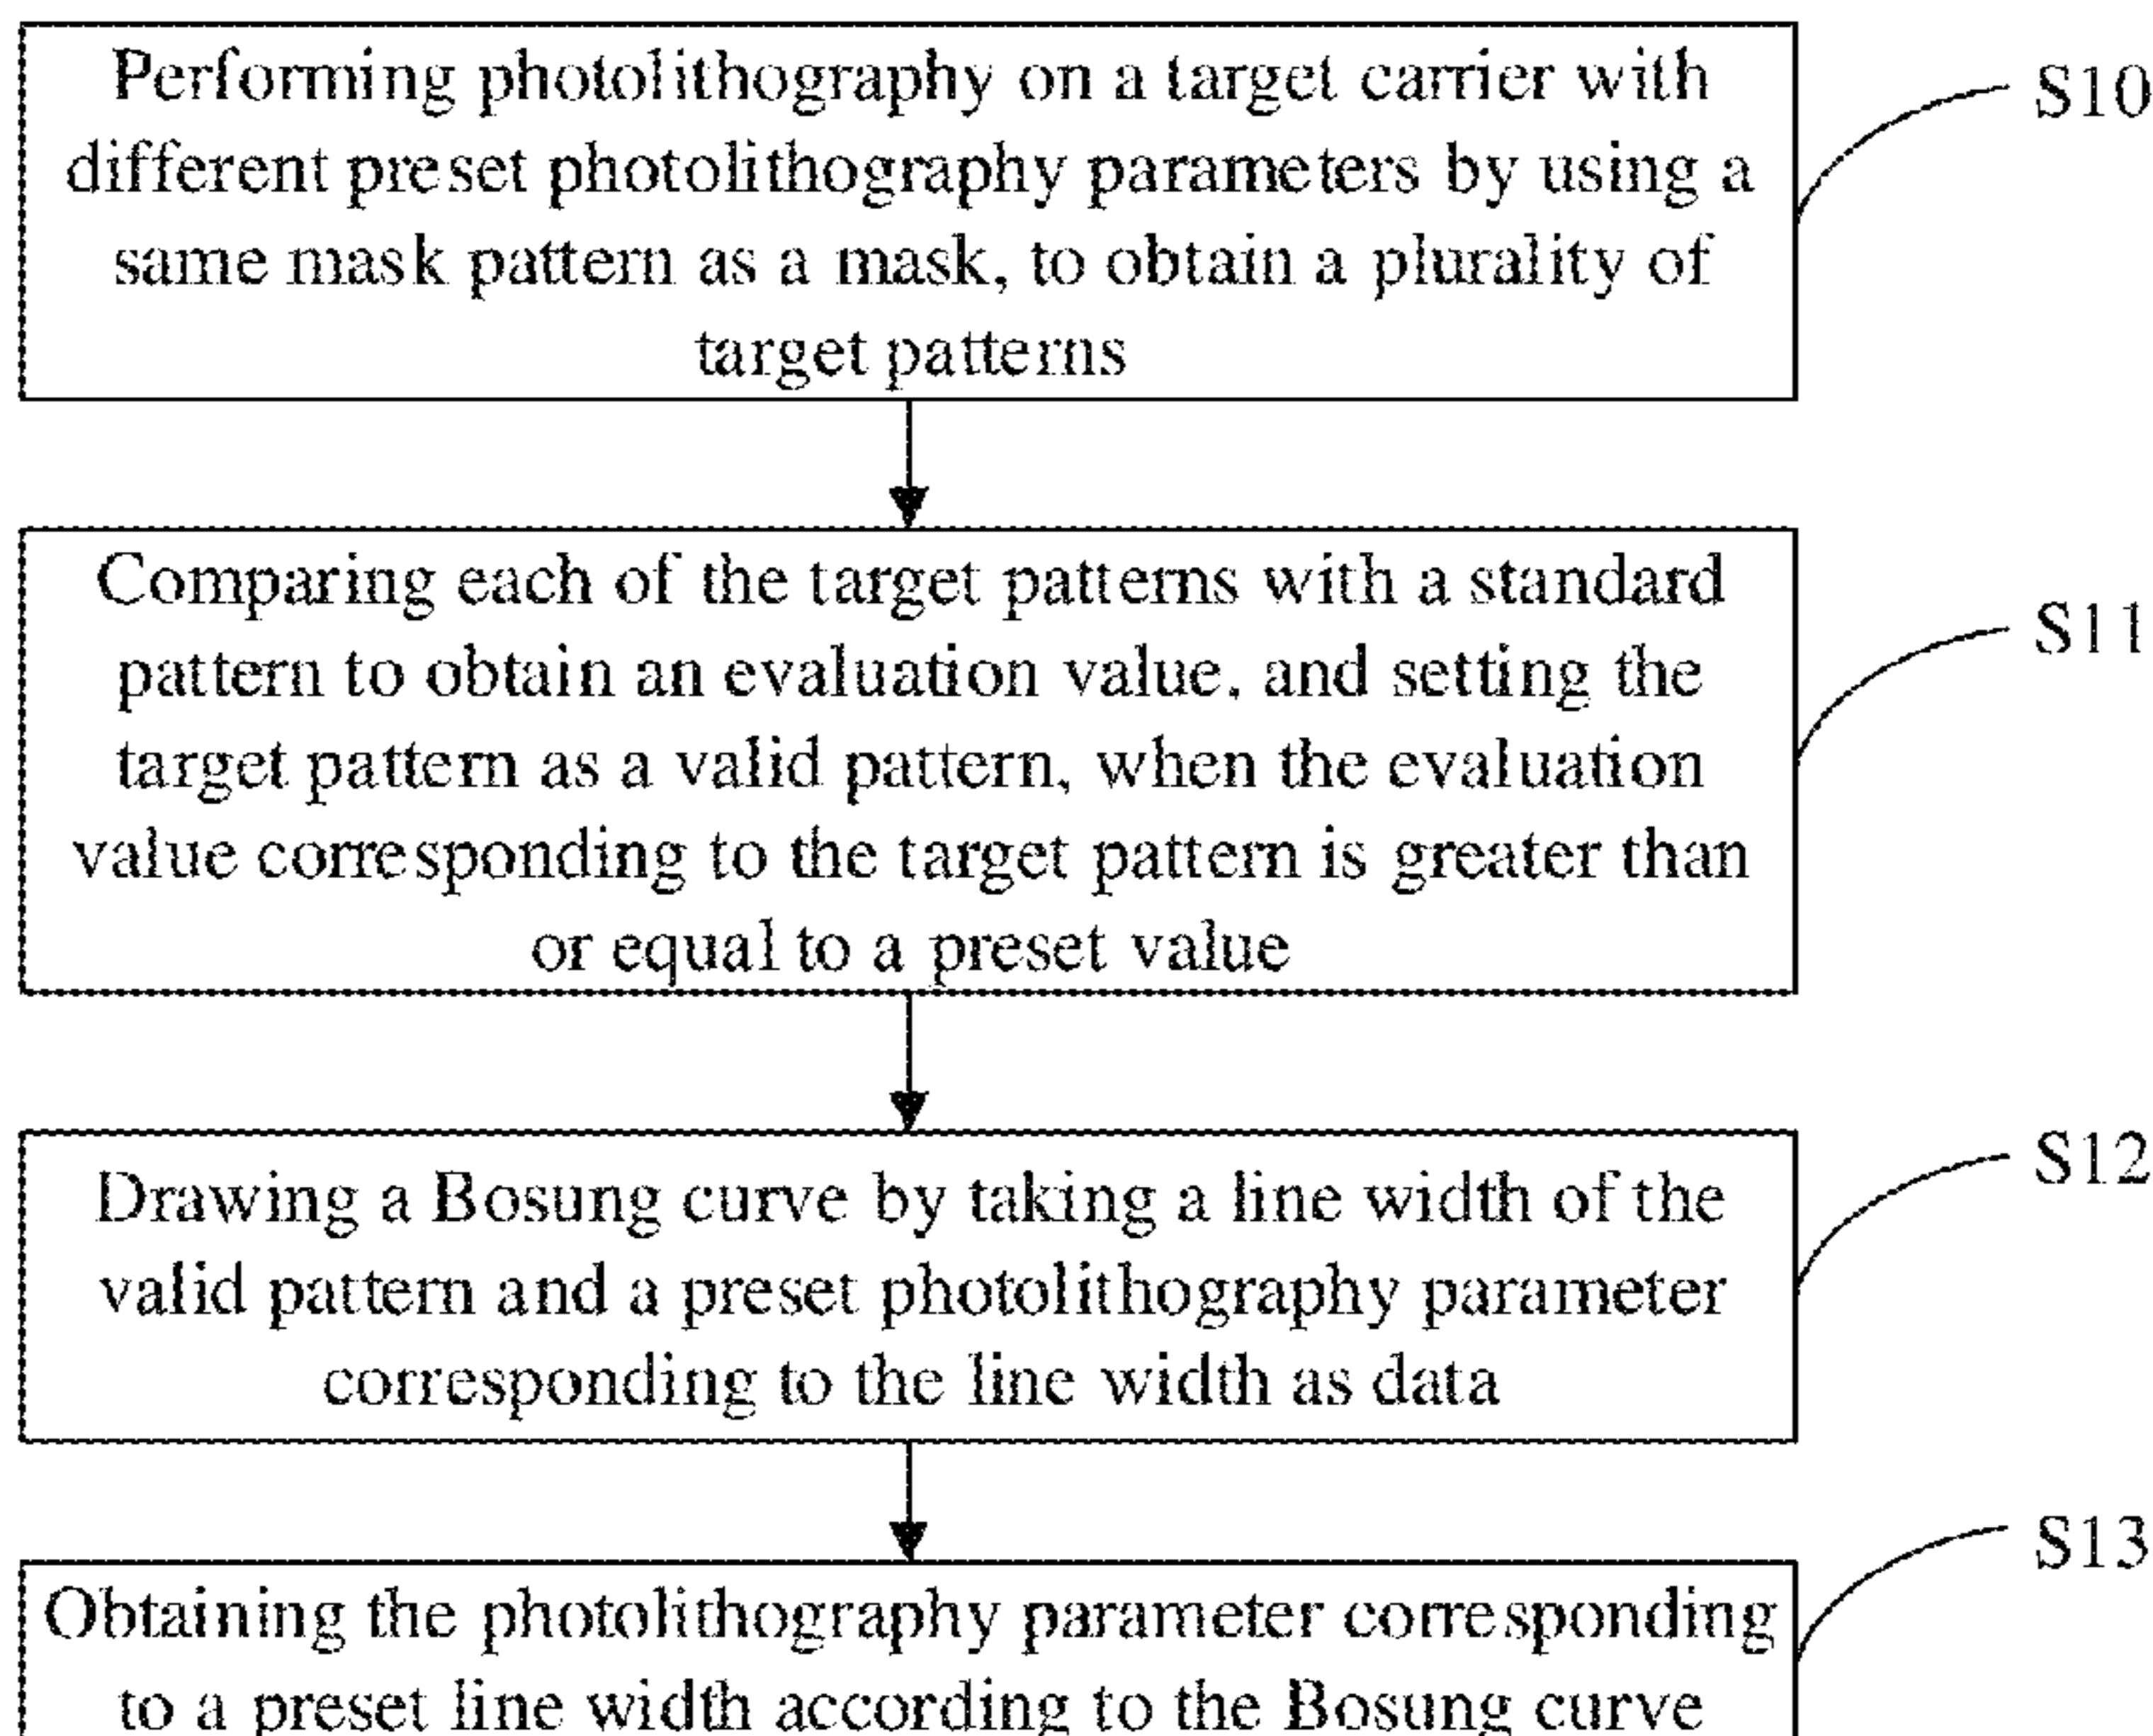 Performing photolithography on a target carrier with
different preset photolithography parameters by using a
same mask pattern as a mask, to obtain a plurality of
target patterns
S10
Comparing each of the target patterns with a standard
pattern to obtain an evaluation value, and setting the
target pattern as a valid pattern, when the evaluation
value corresponding to the target pattern is greater than
or equal to a preset value
S11
Drawing a Bosung curve by taking a line width of the
valid pattern and a preset photolithography parameter
corresponding to the line width as data
S12
Obtaining the photolithography parameter corresponding
to a preset line width according to the Bosung curve
S13